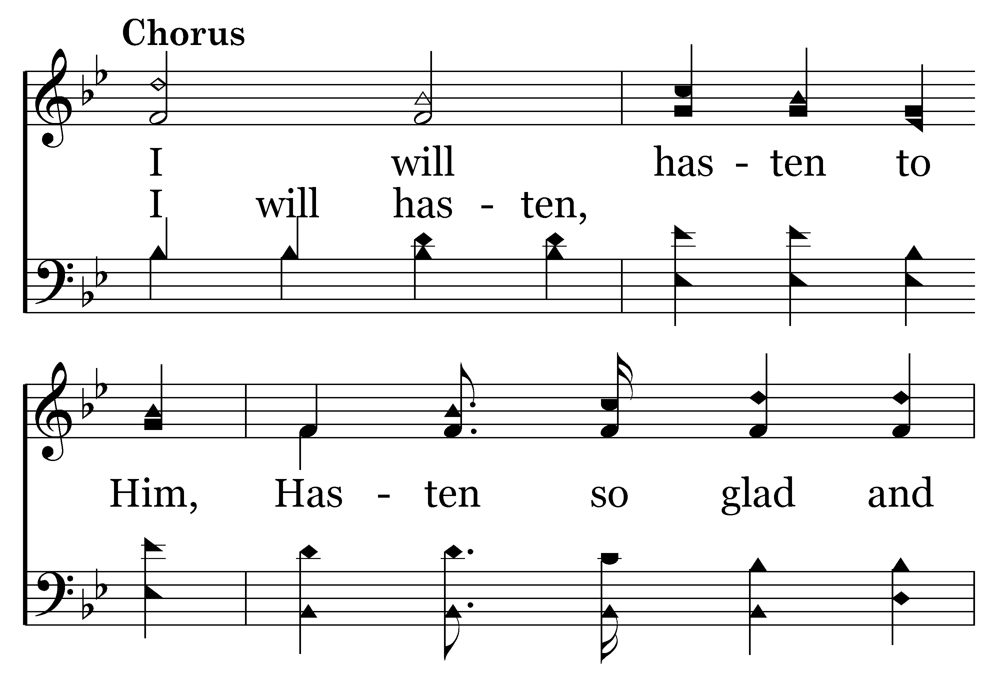 Chorus
I will has - ten to
I will has - ten,
Him, Has - ten so glad and